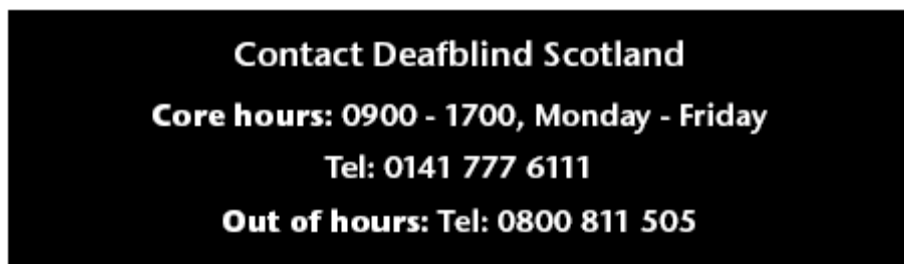 Contact Deafblind Scotland
Core hours: 0900 - 1700, Monday - Friday
Tel: 0141 777 6111
Out of hours: Tel: 0800 811 505